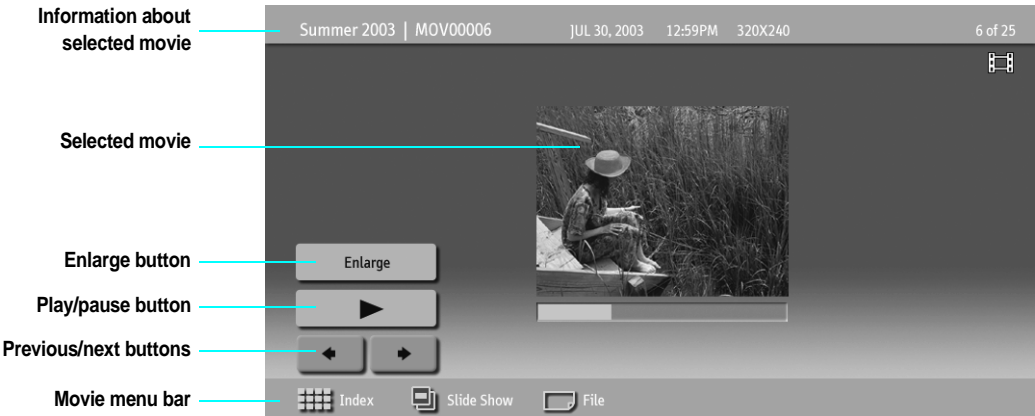 Information about
selected movie
Summer 2003 | MOV00006 JUL 30, 2003 12:59PM 320X240 6 of 25
Selected movie
Enlarge button
Enlarge
Play/pause button
Previous/next buttons
Movie menu bar
Index Slide Show File